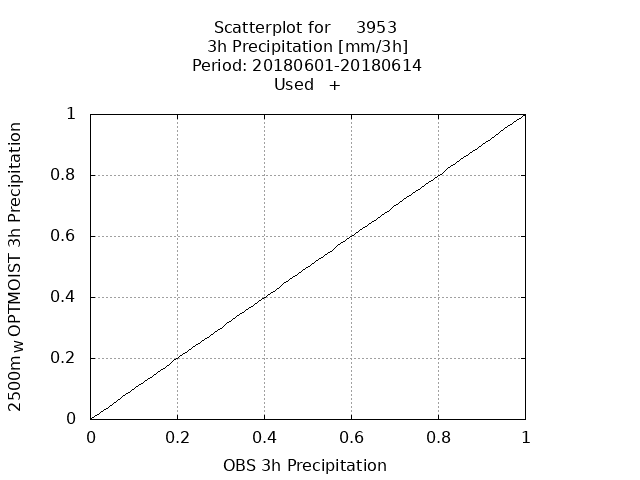 Scatterplot for 3953
3h Precipitation [mm/3h]
Period: 20180601-20180614
Used +
1
0.8
0.6
0.4
0.2
0
0 0.2 0.4 0.6 0.8 1
2500m w OPTMOIST 3h Precipitation
OBS 3h Precipitation